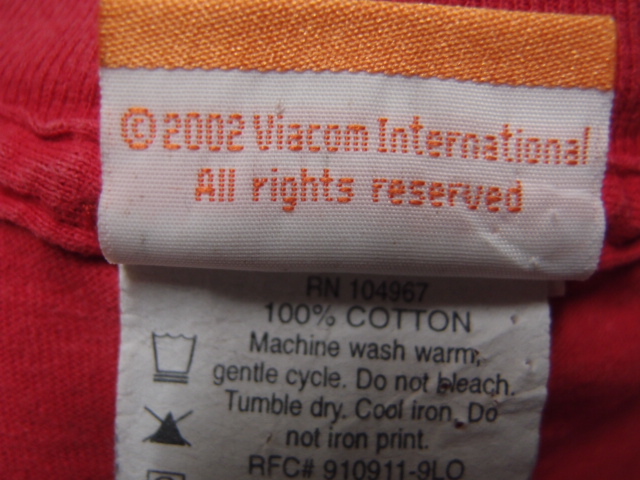 © 2002 Viacom International
All rights reserved
RN 104967
100% COTTON
Machine wash warm,
gentle cycle. Do not bleach.
Tumble dry. Cool iron. Do
not iron print.
RFC# 910911-9LO